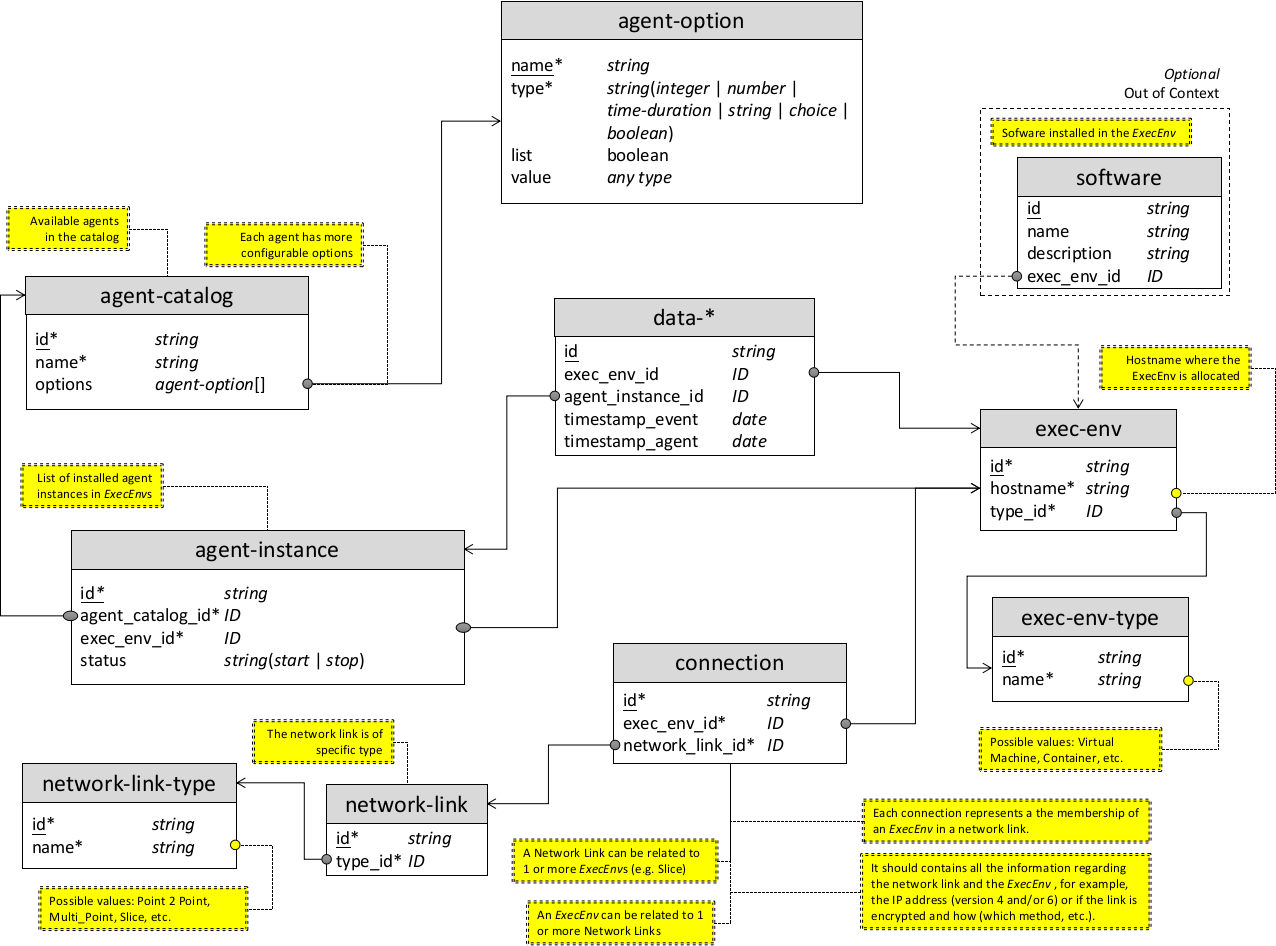 agent-option
name* string
type* string(integer | number |
time-duration | string | choice |
boolean)
list boolean
value any type
Optional
Out of Context
Sofware installed in the ExecEnv
software
id string
name string
description string
exec_env_id ID
Available agents
in the catalog
Each agent has more
configurable options
agent-catalog
id* string
name* string
options agent-option[]
data-*
id string
exec_env_id ID
agent_instance_id ID
timestamp_event date
timestamp_agent date
Hostname where the
ExecEnv is allocated
exec-env
id* string
hostname* string
type_id* ID
List of installed agent
instances in ExecEnvs
agent-instance
id* string
agent_catalog_id* ID
exec_env_id* ID
status string(start | stop)
exec-env-type
id* string
name* string
Possible values: Virtual
Machine, Container, etc.
connection
id* string
exec_env_id* ID
network_link_id* ID
The network link is of
specific type
network-link-type
id* string
name* string
network-link
id* string
type_id* ID
Possible values: Point 2 Point,
Multi_Point, Slice, etc.
A Network Link can be related to
1 or more ExecEnvs (e.g. Slice)
An ExecEnv can be related to 1
or more Network Links
Each connection represents a the membership of
an ExecEnv in a network link.
It should contains all the information regarding
the network link and the ExecEnv , for example,
the IP address (version 4 and/or 6) or if the link is
encrypted and how (which method, etc.).